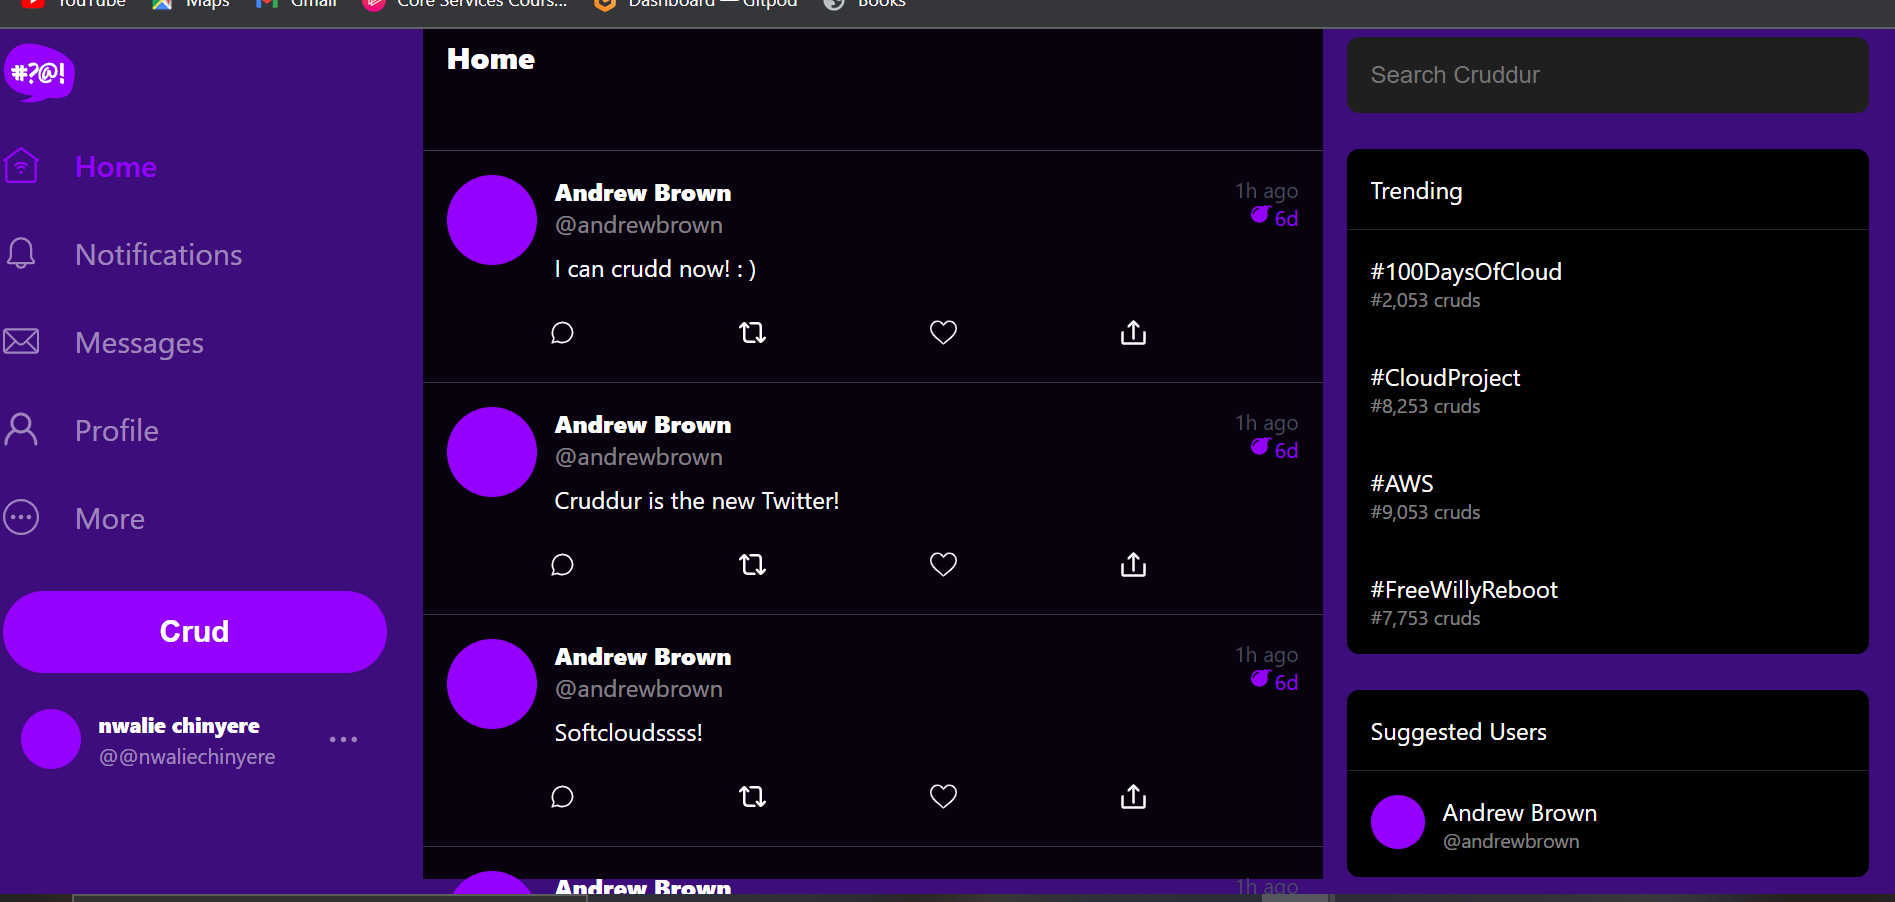 YouTube Maps Gmail Core Services Cours... Dashboard — Gitpod Books
#?@!
Home
Notifications
Messages
Profile
More
Crud
nwalie chinyere
@@nwaliechinyere
Home
Andrew Brown
1h ago
@andrewbrown
6d
I can crudd now! : )
Andrew Brown
1h ago
@andrewbrown
6d
Cruddur is the new Twitter!
Andrew Brown
1h ago
@andrewbrown
6d
Softcloudssss!
Andrew Brown
1h ago
Search Cruddur
Trending
#100DaysOfCloud
#2,053 cruds
#CloudProject
#8,253 cruds
#AWS
#9,053 cruds
#FreeWillyReboot
#7,753 cruds
Suggested Users
Andrew Brown
@andrewbrown